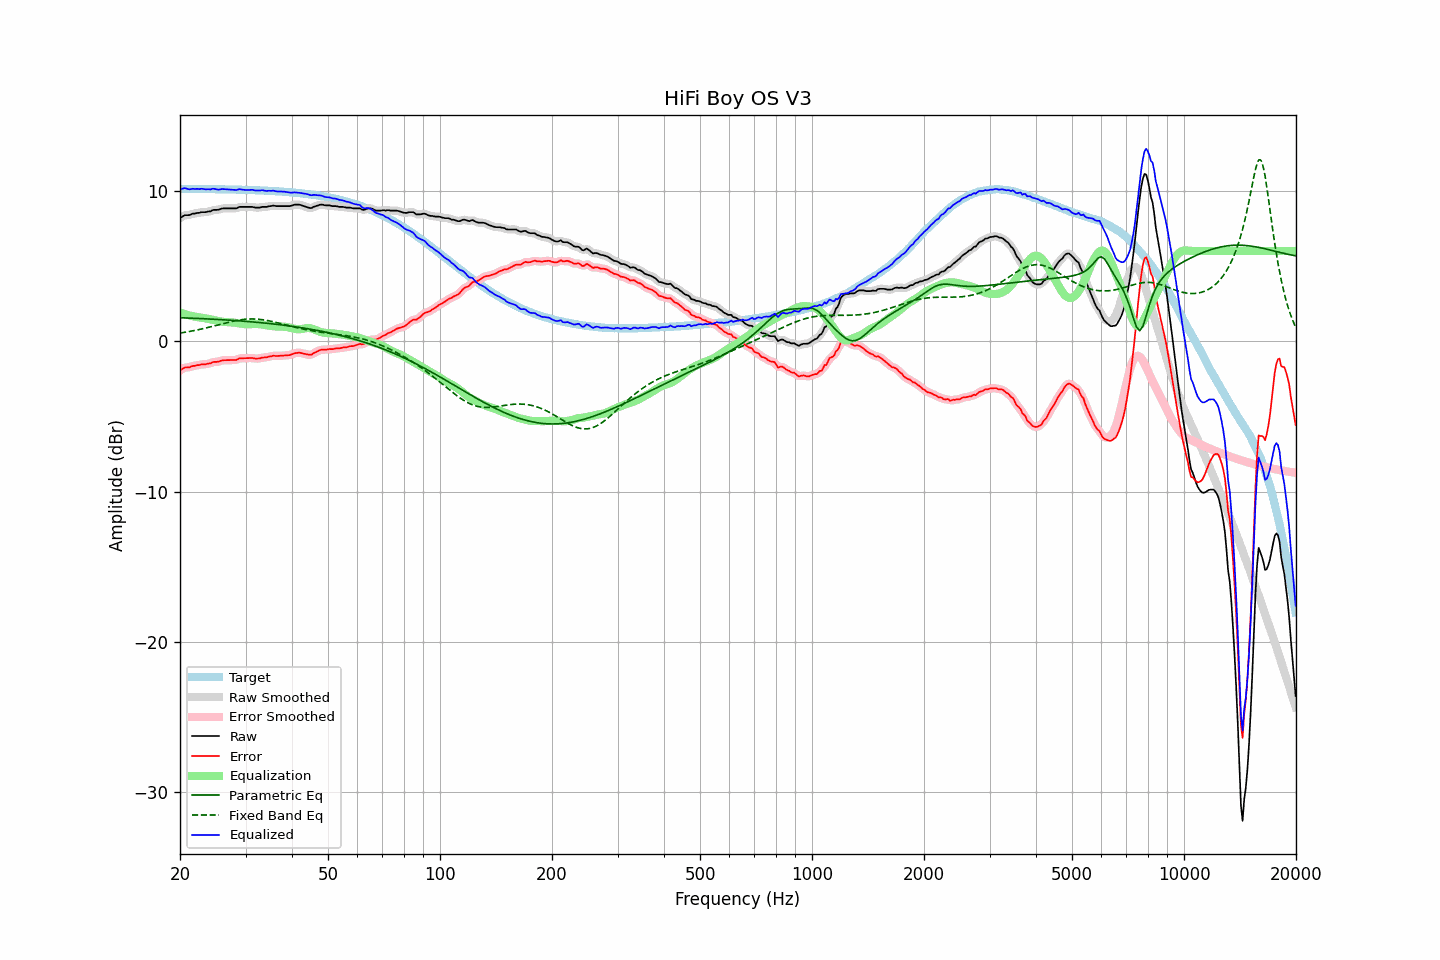 HiFi Boy OS V3
Amplitude (dBr)
10
0
−10
−20
−30
Target
Raw Smoothed
Error Smoothed
Raw
Error
Equalization
Parametric Eq
Fixed Band Eq
Equalized
20 50 100 200 500 1000 2000 5000 10000 20000
Frequency (Hz)